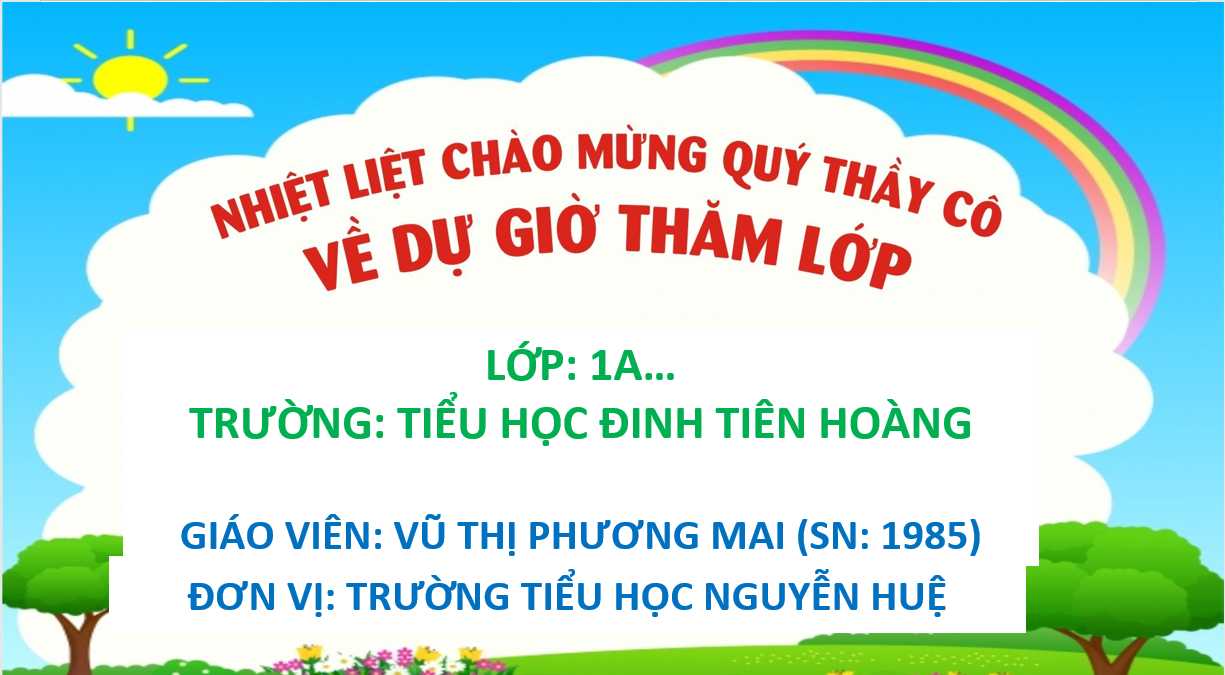 NHIỆT LIỆT CHÀO MỪNG QUÝ THẦY CÔ
VỀ DỰ GIỜ THĂM LỚP
LỚP: 1A...
TRƯỜNG: TIỂU HỌC ĐINH TIÊN HOÀNG
GIÁO VIÊN: VŨ THỊ PHƯƠNG MAI (SN: 1985)
ĐƠN VỊ: TRƯỜNG TIỂU HỌC NGUYỄN HUỆ